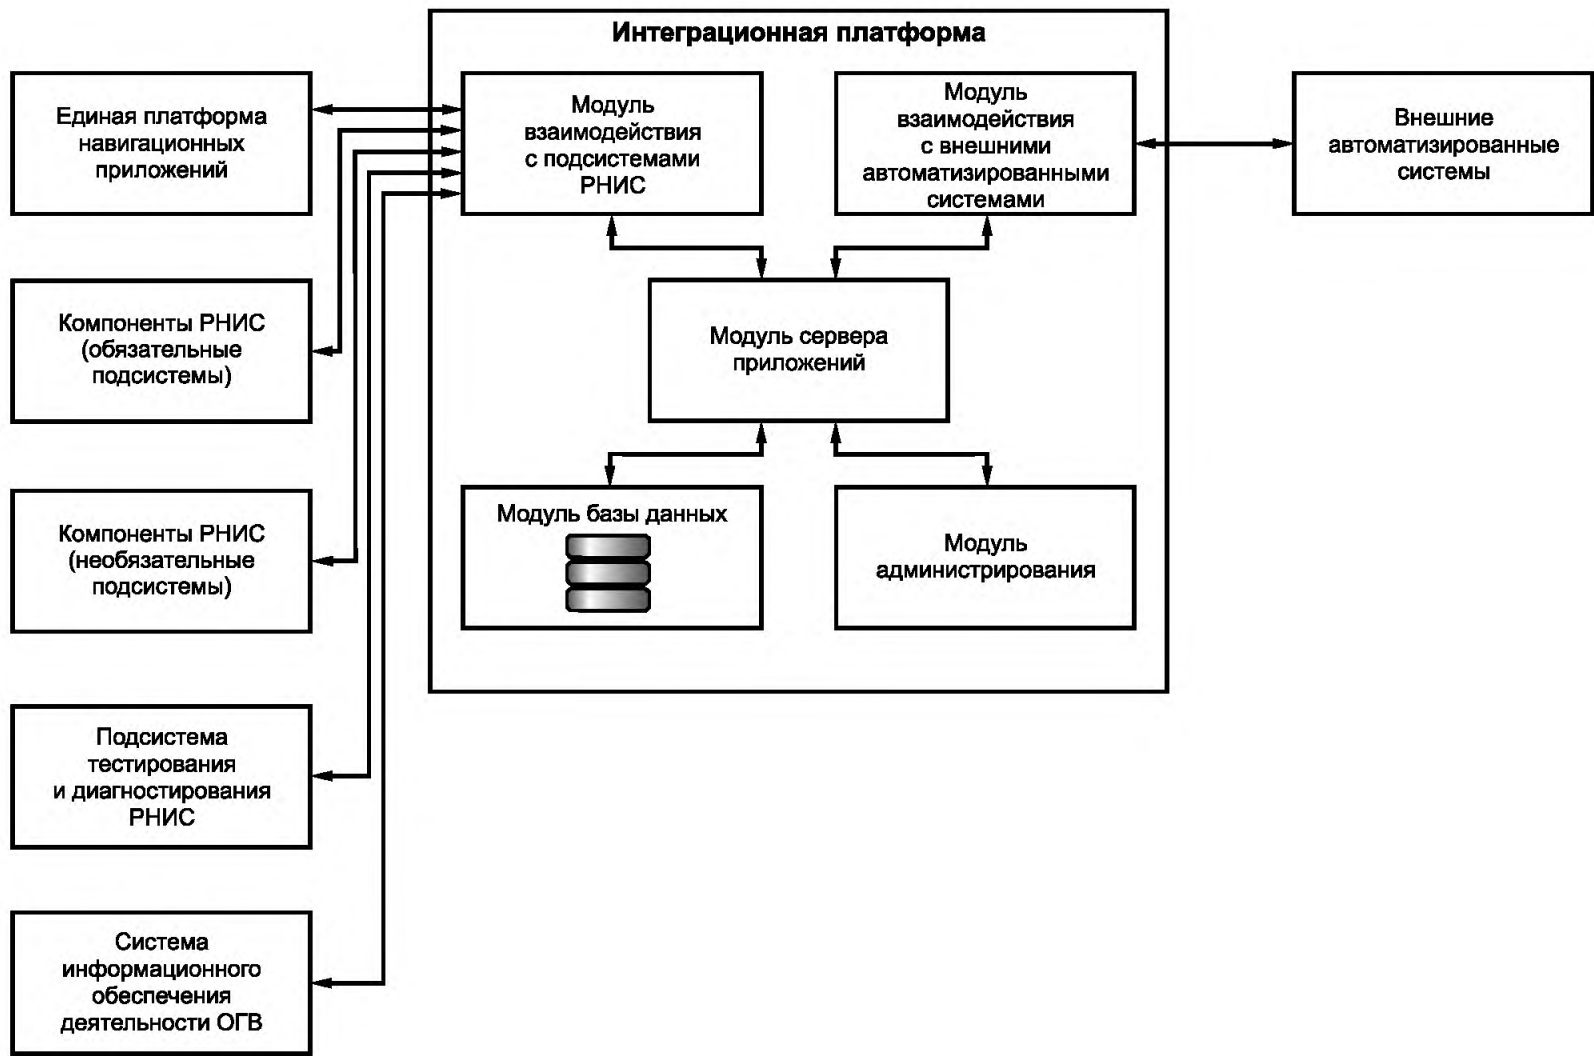 Интеграционная платформа
Единая платформа
навигационных
приложений
Модуль
взаимодействия
с подсистемами
РНИС
Модуль
взаимодействия
с внешними
автоматизированными
системами
Внешние
автоматизированные
системы
Компоненты РНИС
(обязательные
подсистемы)
Модуль сервера
приложений
Компоненты РНИС
(необязательные
подсистемы)
Модуль базы данных
Модуль
администрирования
Подсистема
тестирования
и диагностирования
РНИС
Система
информационного
обеспечения
деятельности ОГВ